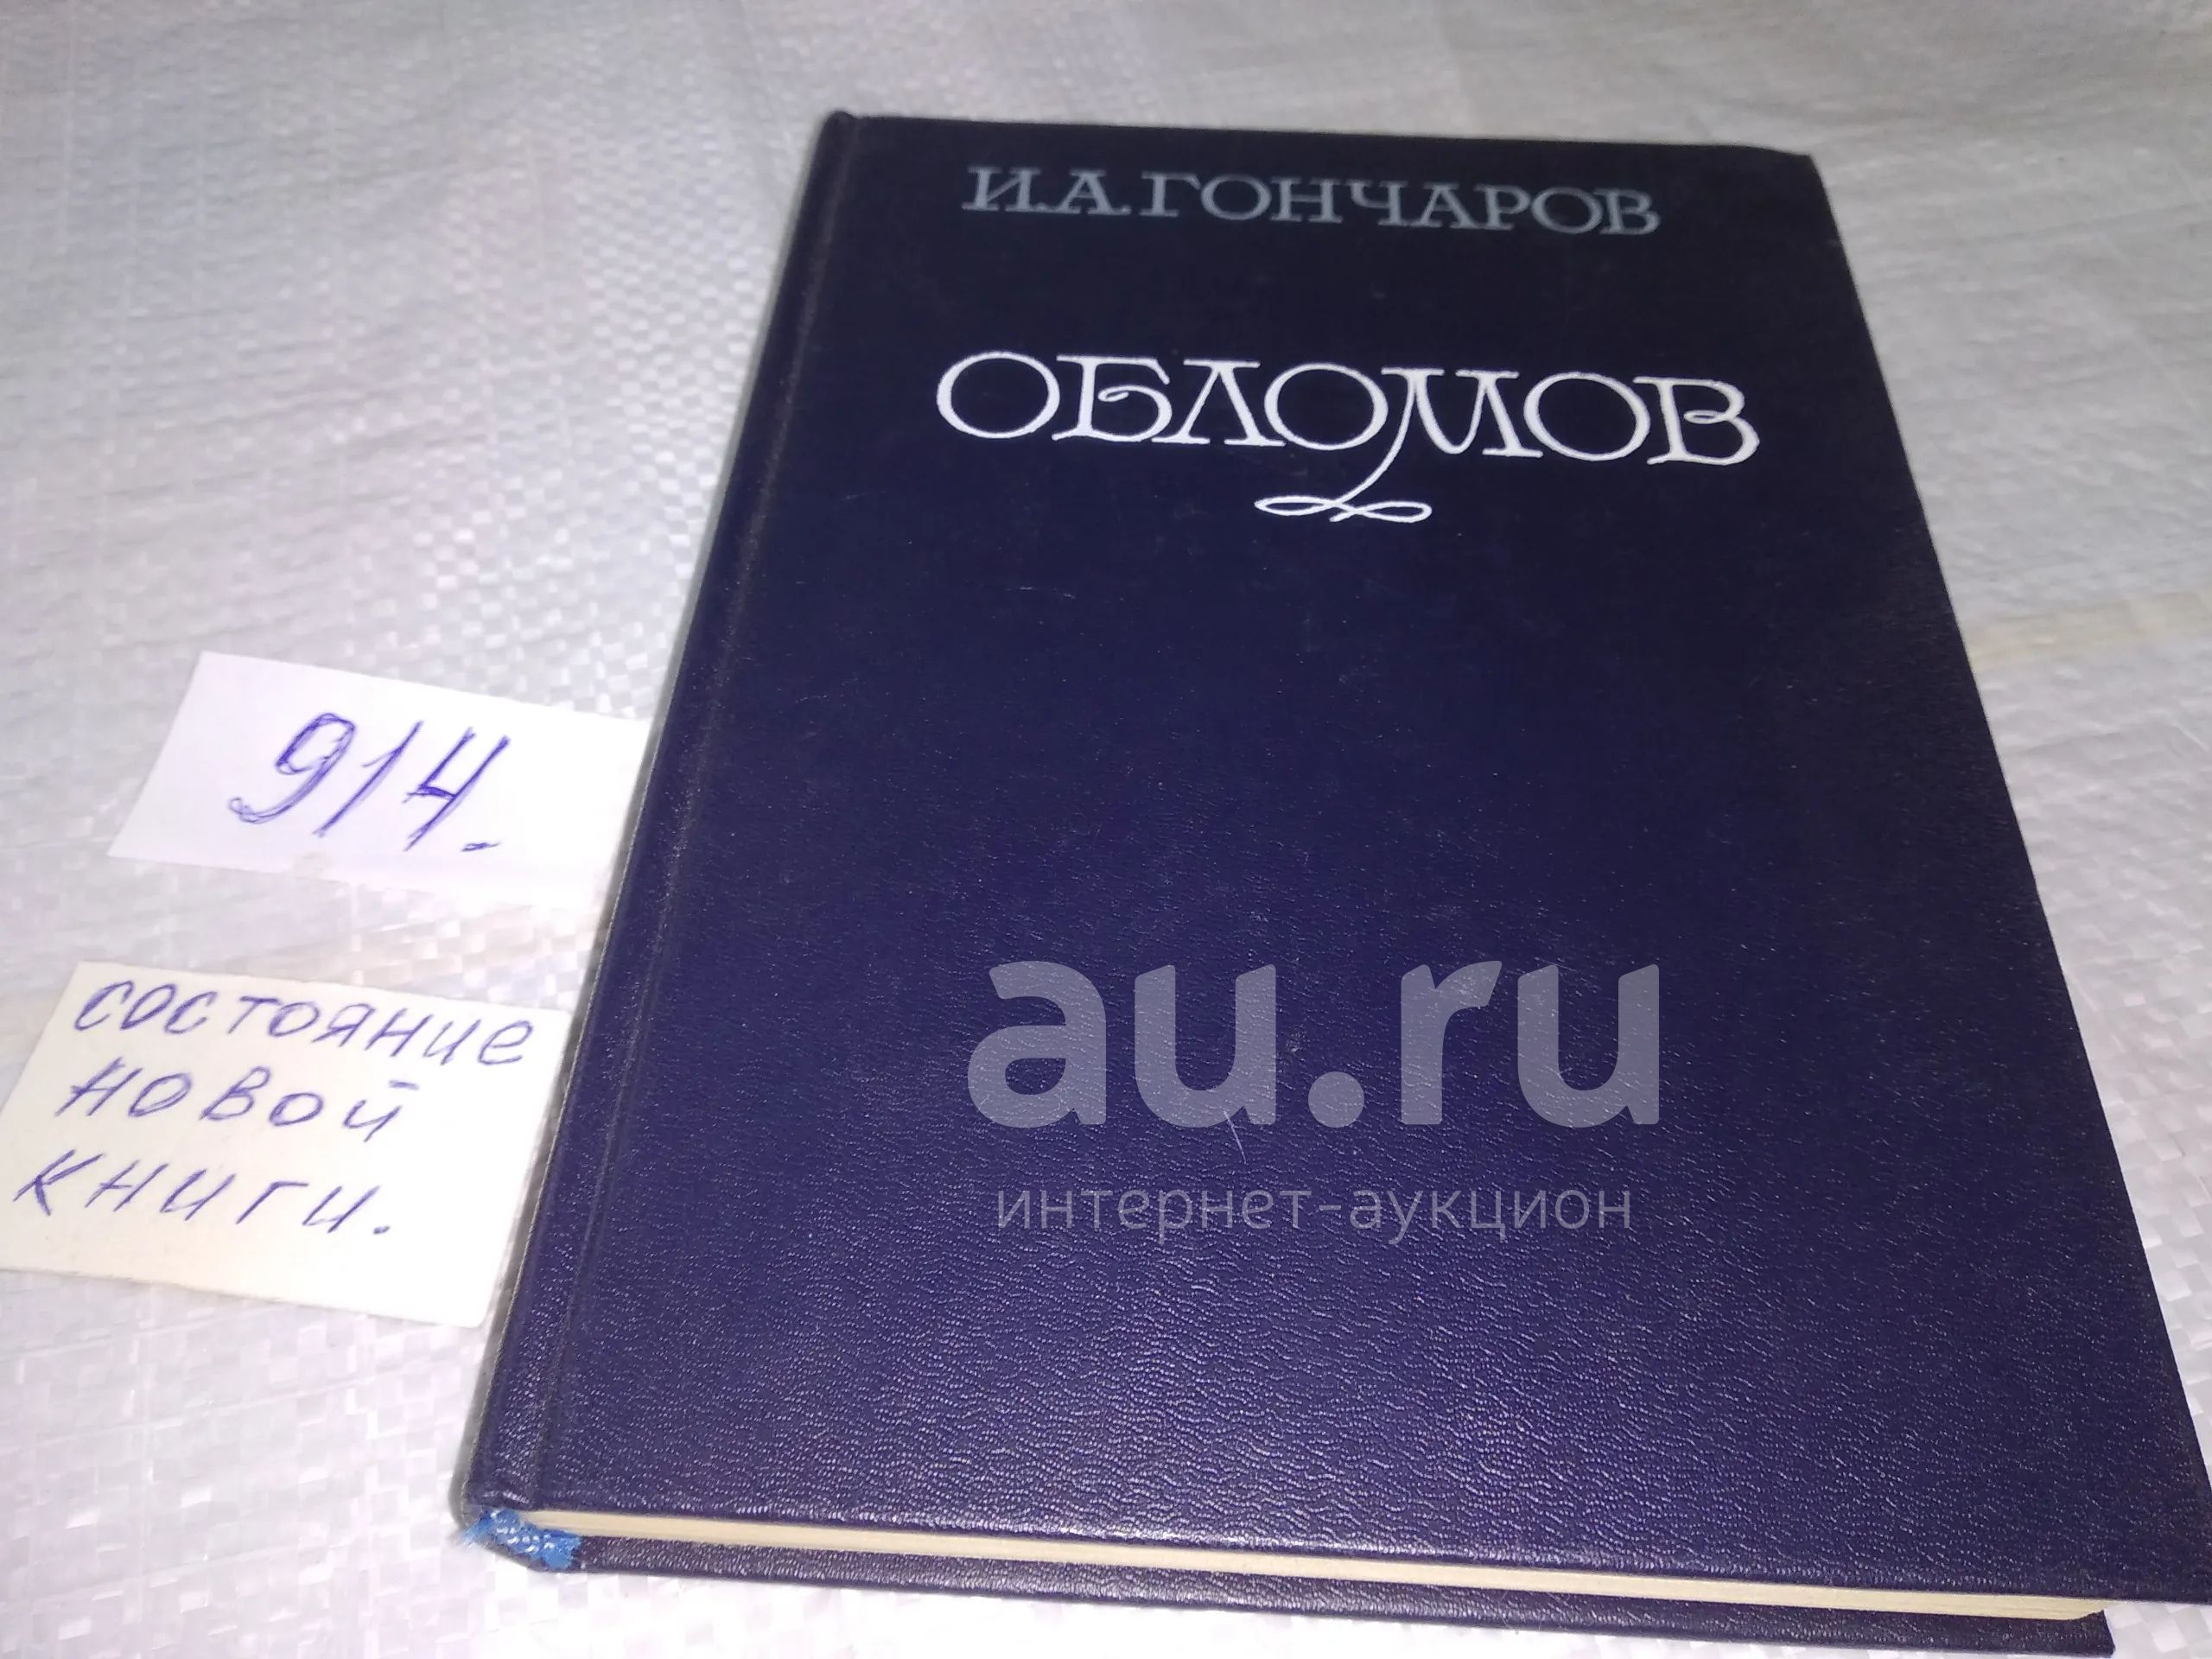 И.А.ГОНЧАРОВ
ОБЛОМОВ
914.
состояние
новой
книги.
au.ru
интернет-аукцион